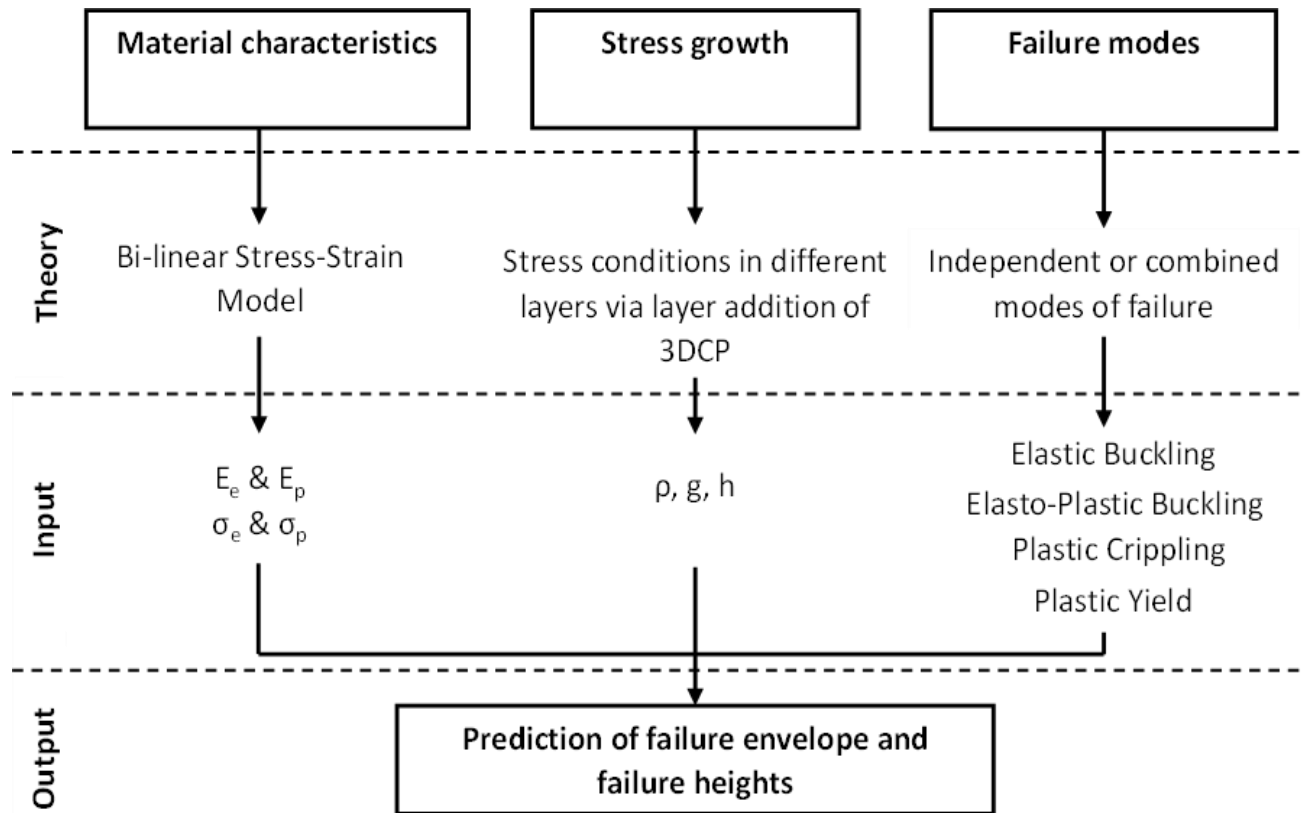 Material characteristics
Stress growth
Failure modes
Theory
Bi-linear Stress-Strain
Model
Stress conditions in different
layers via layer addition of
3DCP
Independent or combined
modes of failure
Input
Eₑ & Eₚ
σₑ & σₚ
ρ, g, h
Elastic Buckling
Elasto-Plastic Buckling
Plastic Crippling
Plastic Yield
Output
Prediction of failure envelope and
failure heights